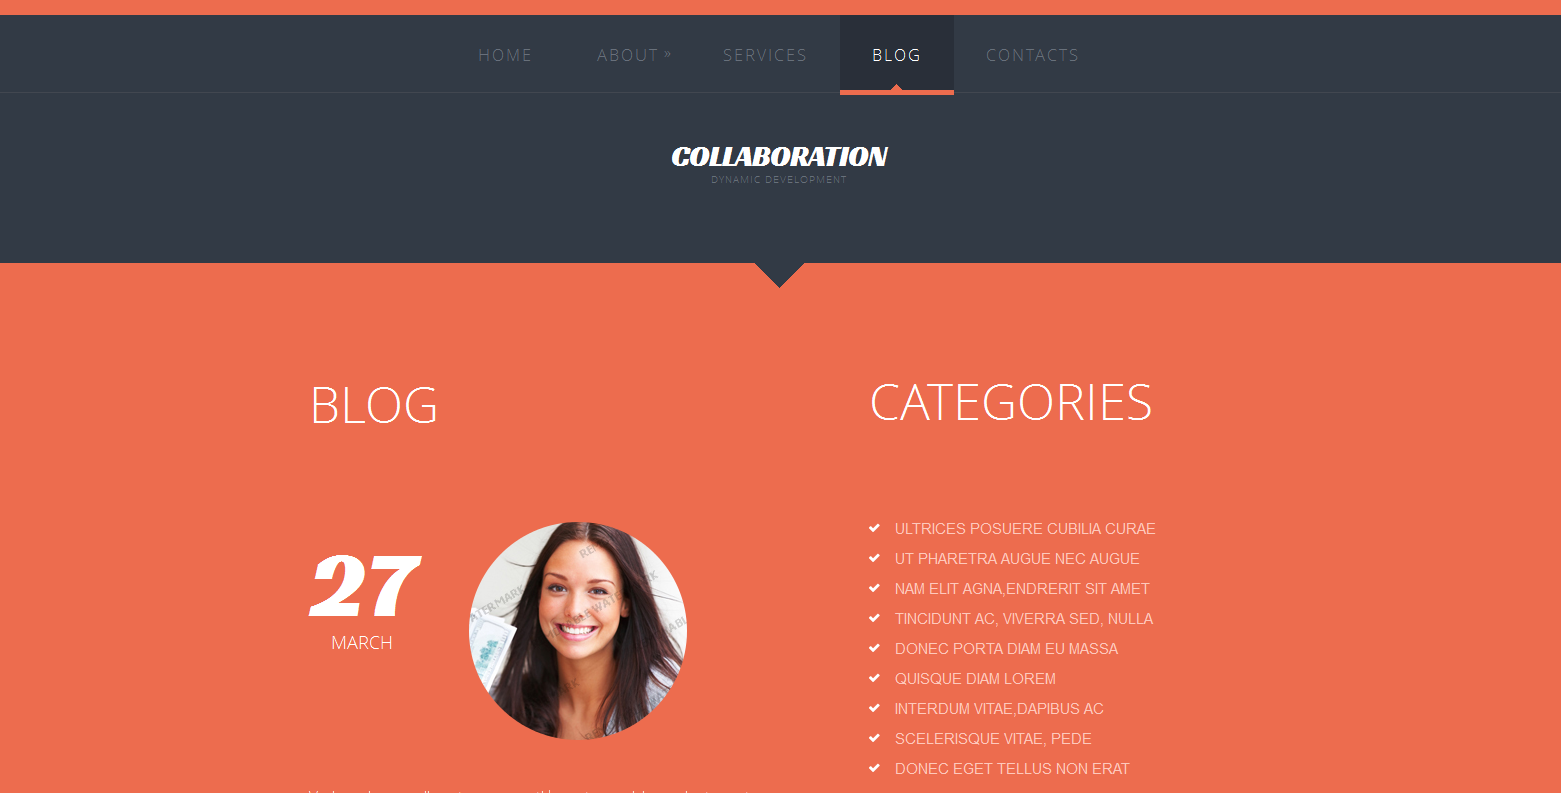 HOME ABOUT » SERVICES BLOG CONTACTS
COLLABORATION
DYNAMIC DEVELOPMENT
BLOG
27
MARCH
CATEGORIES
ULTRICES POSUERE CUBILIA CURAE
UT PHARETRA AUGUE NEC AUGUE
NAM ELIT AGNA,ENDRERIT SIT AMET
TINCIDUNT AC, VIVERRA SED, NULLA
DONEC PORTA DIAM EU MASSA
QUISQUE DIAM LOREM
INTERDUM VITAE,DAPIBUS AC
SCELERISQUE VITAE, PEDE
DONEC EGET TELLUS NON ERAT